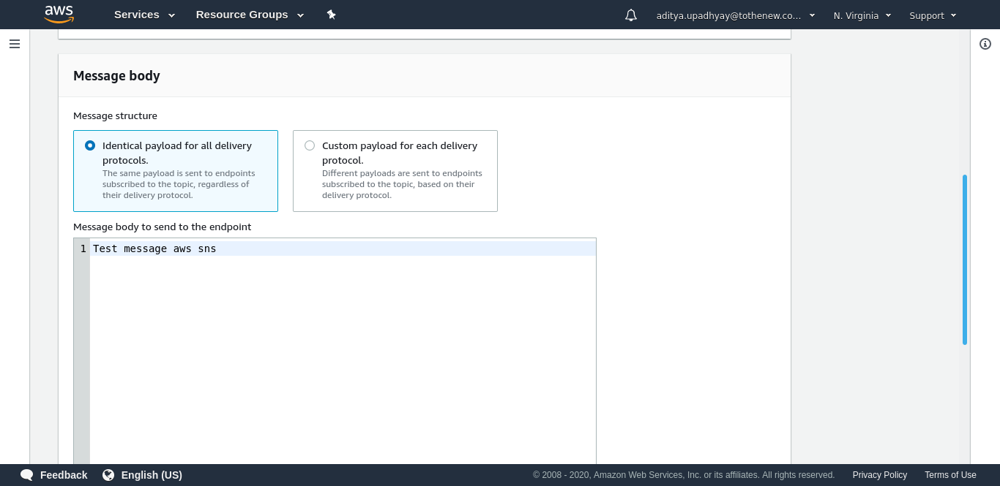 aws Services Resource Groups aditya.upadhyay@tothenew.co... N. Virginia Support
Message body
Message structure
Identical payload for all delivery
protocols.
The same payload is sent to endpoints
subscribed to the topic, regardless of
their delivery protocol.
Custom payload for each delivery
protocol.
Different payloads are sent to endpoints
subscribed to the topic, based on their
delivery protocol.
Message body to send to the endpoint
1 Test message aws sns
Feedback English (US) © 2008 - 2020, Amazon Web Services, Inc. or its affiliates. All rights reserved. Privacy Policy Terms of Use